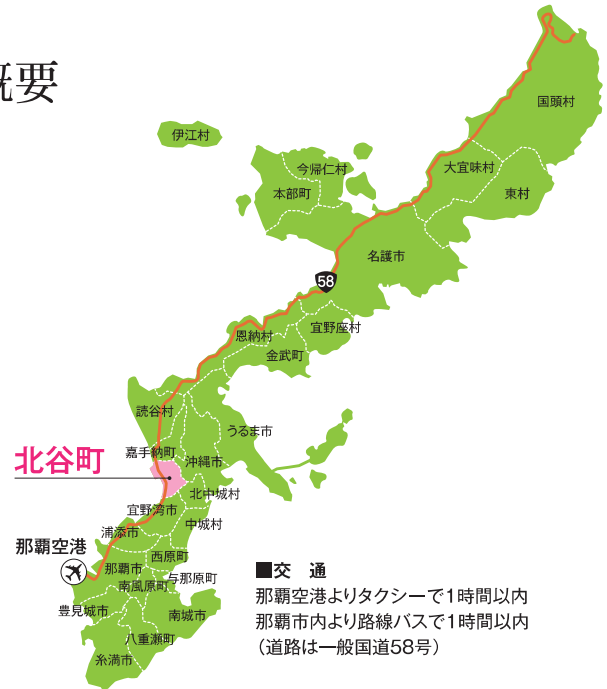 概要
国頭村
伊江村
大宜味村
今帰仁村
東村
本部町
名護市
58
宜野座村
恩納村
金武町
読谷村
うるま市
嘉手納町
北谷町
沖縄市
北中城村
宜野湾市
中城村
浦添市
那覇空港
西原町
那覇市
与那原町
南風原町
豊見城市
南城市
八重瀬町
糸満市
■交　通
那覇空港よりタクシーで1時間以内
那覇市内より路線バスで1時間以内
（道路は一般国道58号）